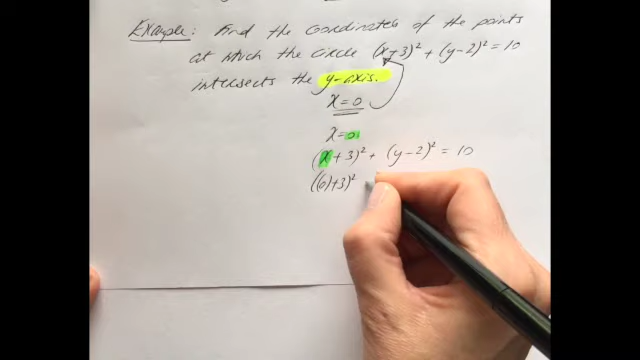 Example: Find the coordinates of the points
at which the circle (x+3)² + (y-2)² = 10
intersects the y-axis.
x = 0
x = 0
(x + 3)² + (y-2)² = 10
((0)+3)²